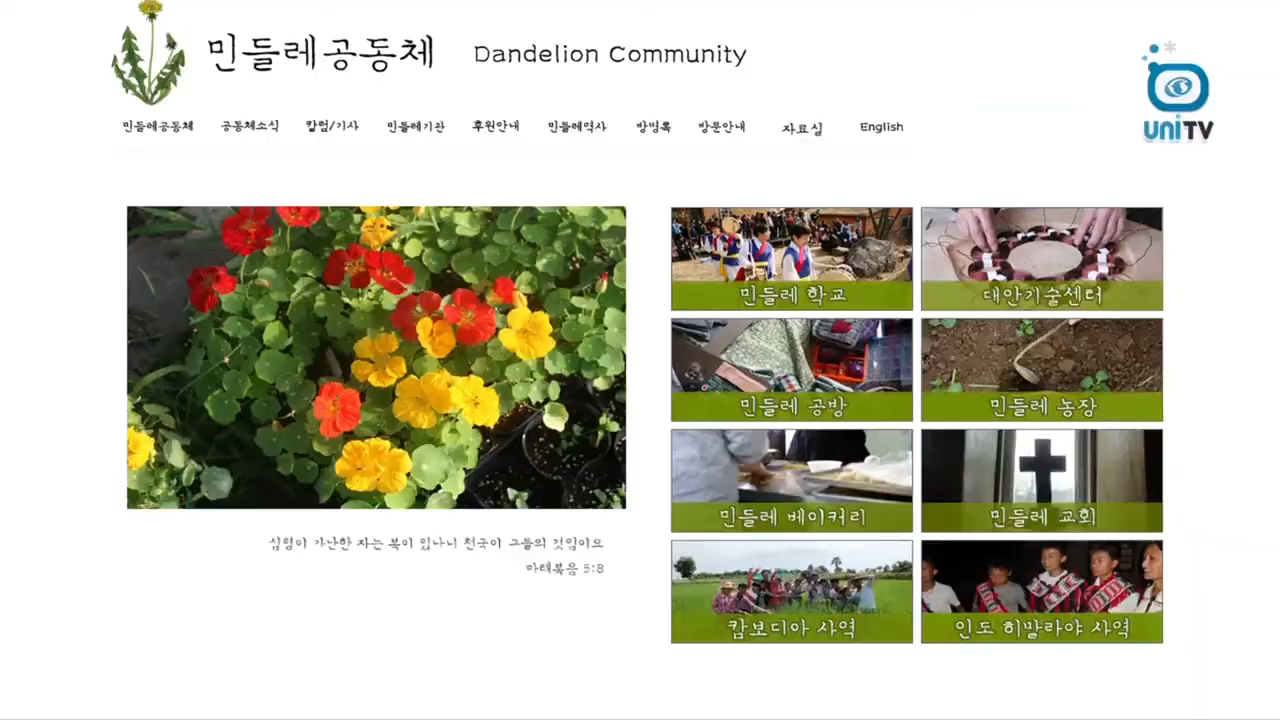 민들레공동체 Dandelion Community
uniTV
민들레공동체 공동체소식 칼럼/기사 민들레기관 후원안내 민들레역사 방명록 방문안내 자료실 English
민들레 학교 대안기술센터
민들레 공방 민들레 농장
민들레 베이커리 민들레 교회
심령이 가난한 자는 복이 있나니 천국이 그들의 것임이요
마태복음 5:8
캄보디아 사역 인도 히말라야 사역